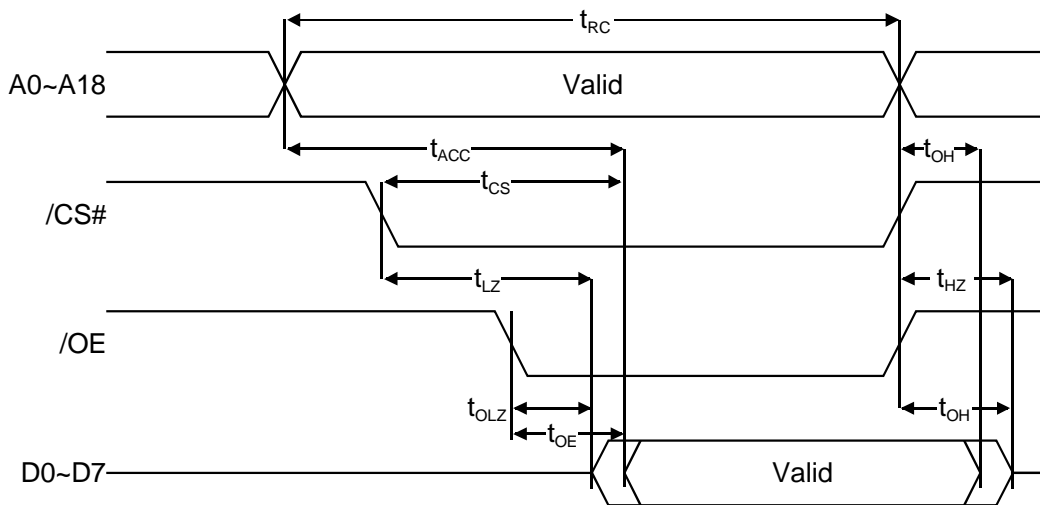 tRC
A0~A18
Valid
tACC
tOH
tCS
/CS#
tLZ
tHZ
/OE
tOLZ
tOH
tOE
D0~D7
Valid